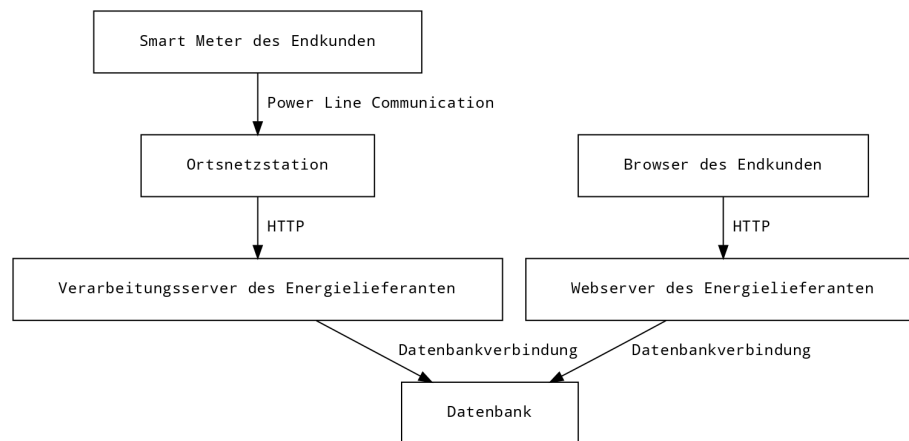 Smart Meter des Endkunden
Power Line Communication
Ortsnetzstation
Browser des Endkunden
HTTP
HTTP
Verarbeitungsserver des Energielieferanten
Webserver des Energielieferanten
Datenbankverbindung
Datenbankverbindung
Datenbank